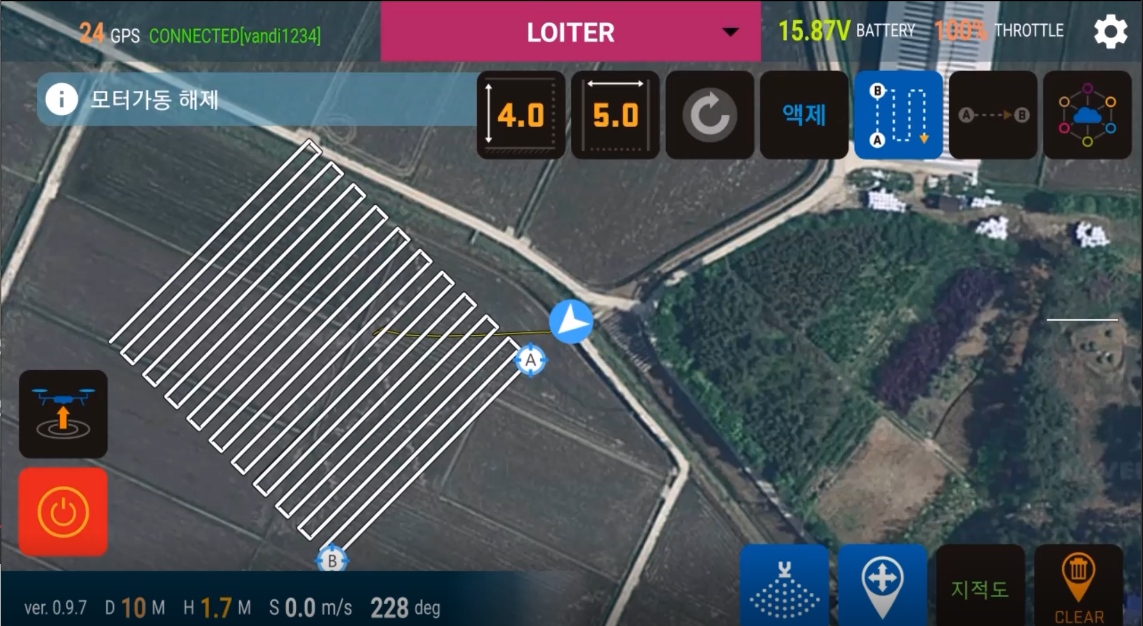 24 GPS CONNECTED[vandi1234]
LOITER
15.87V BATTERY 100% THROTTLE
모터가동 해제
4.0
5.0
액제
B
A
A B
A
B
지적도
CLEAR
ver. 0.9.7 D 10 M H 1.7 M S 0.0 m/s 228 deg